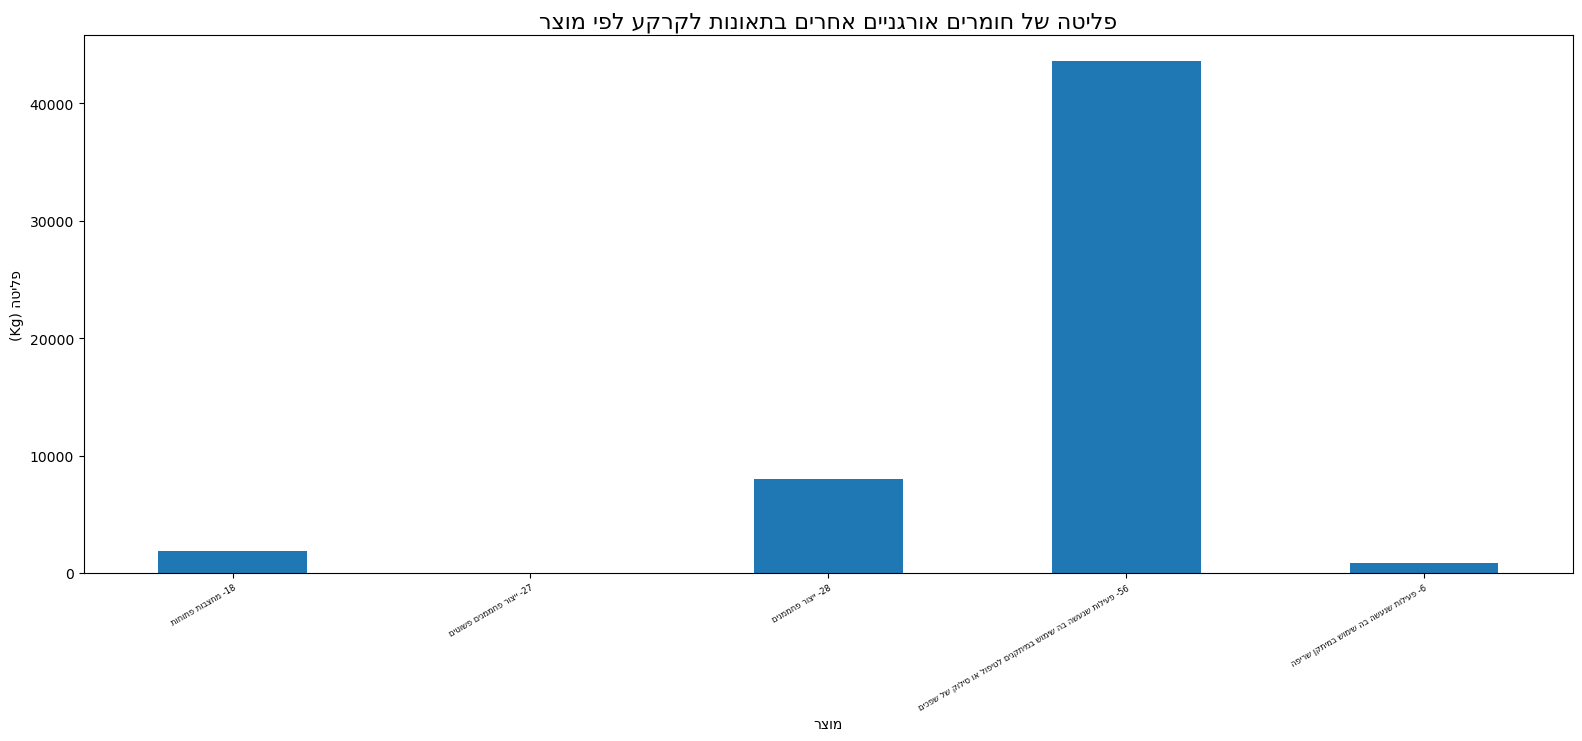 פליטה של חומרים אורגניים אחרים בתאונות לקרקע לפי מוצר
פליטה (Kg)
40000
30000
20000
10000
0
18- מחצבות פתוחות
27- ייצור פחממנים פשוטים
28- ייצור פחממנים
56- פעילות שנעשה בה שימוש במיתקנים לטיפול או סילוק של שפכים
6- פעילות שנעשה בה שימוש במיתקן שריפה
מוצר